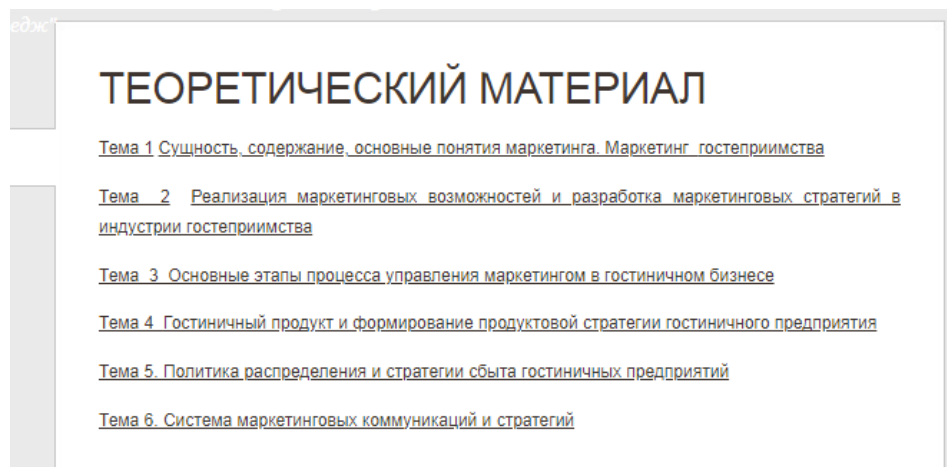 едж"
ТЕОРЕТИЧЕСКИЙ МАТЕРИАЛ
Тема 1 Сущность, содержание, основные понятия маркетинга. Маркетинг гостеприимства
Тема 2 Реализация маркетинговых возможностей и разработка маркетинговых стратегий в
индустрии гостеприимства
Тема 3 Основные этапы процесса управления маркетингом в гостиничном бизнесе
Тема 4 Гостиничный продукт и формирование продуктовой стратегии гостиничного предприятия
Тема 5. Политика распределения и стратегии сбыта гостиничных предприятий
Тема 6. Система маркетинговых коммуникаций и стратегий